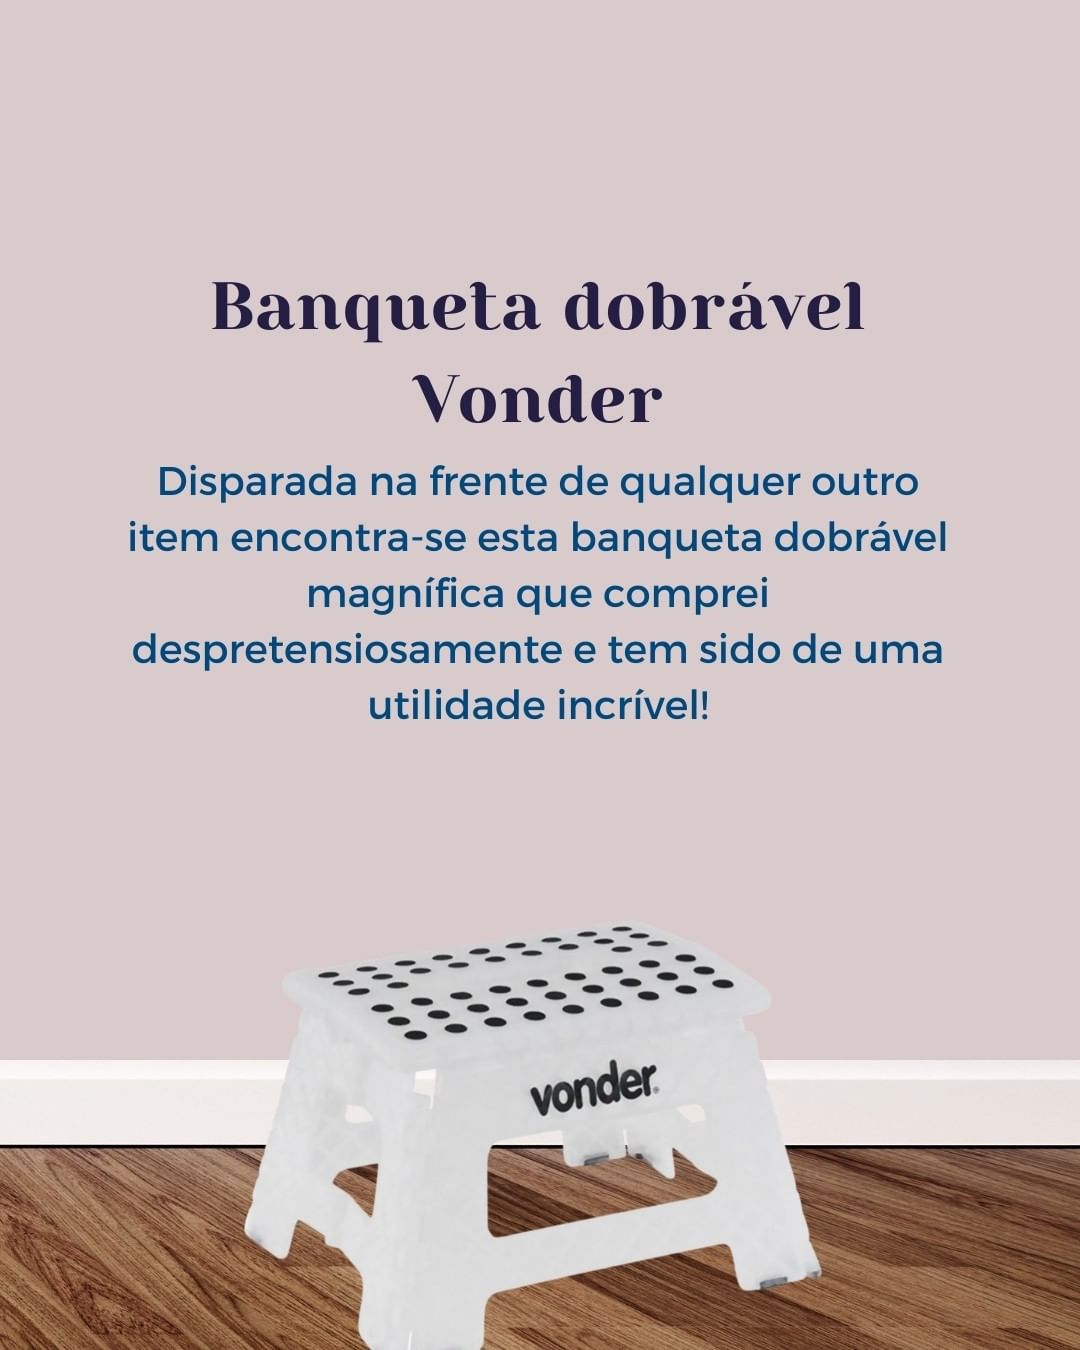 Banqueta dobrável
Vonder
Disparada na frente de qualquer outro
item encontra-se esta banqueta dobrável
magnífica que comprei
despretensiosamente e tem sido de uma
utilidade incrível!
vonder